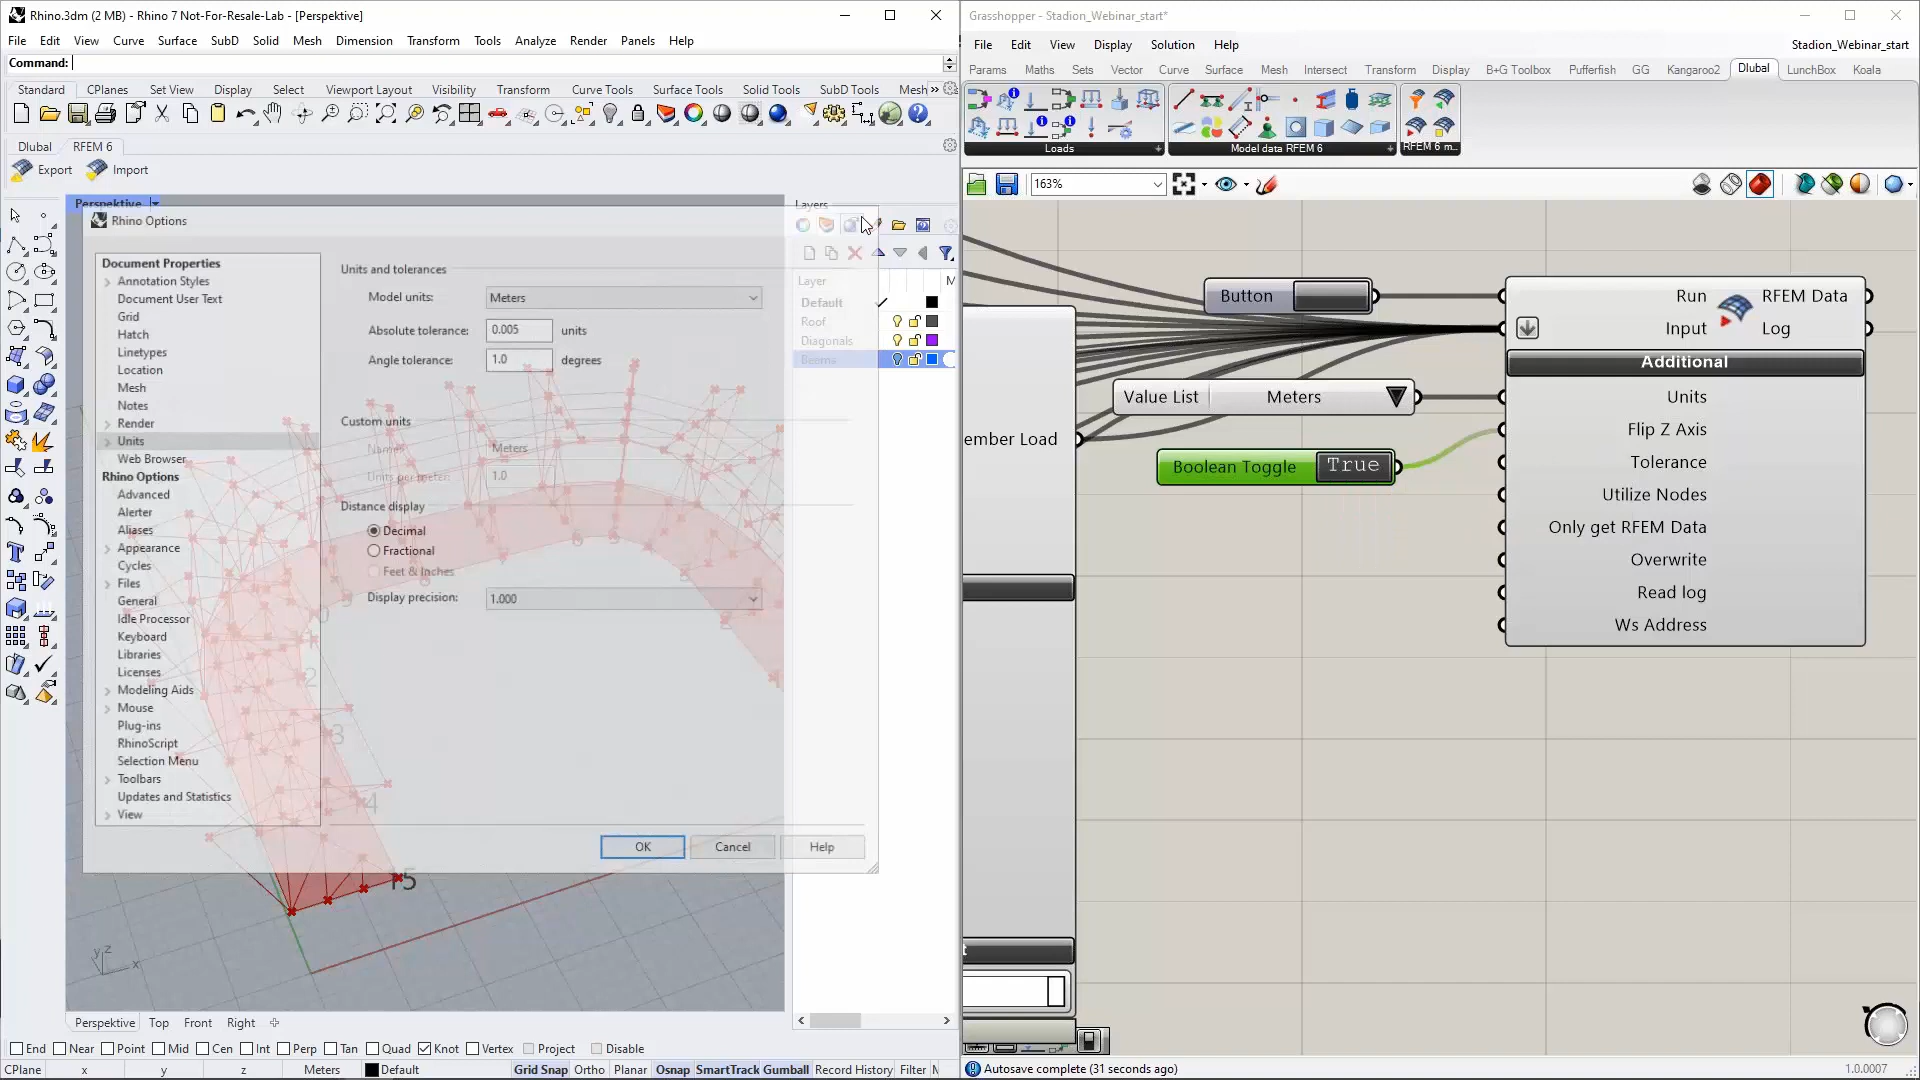 Rhino.3dm (2 MB) - Rhino 7 Not-For-Resale-Lab - [Perspektive]
File Edit View Curve Surface SubD Solid Mesh Dimension Transform Tools Analyze Render Panels Help
Command:
Standard CPlanes Set View Display Select Viewport Layout Visibility Transform Curve Tools Surface Tools Solid Tools SubD Tools Mesh
Dlubal RFEM 6
Export Import
Perspektive
Rhino Options
Document Properties
Annotation Styles
Document User Text
Grid
Hatch
Linetypes
Location
Mesh
Notes
Render
Units
Web Browser
Rhino Options
Advanced
Alerter
Aliases
Appearance
Cycles
Files
General
Idle Processor
Keyboard
Libraries
Licenses
Modeling Aids
Mouse
Plug-ins
RhinoScript
Selection Menu
Toolbars
Updates and Statistics
View
Units and tolerances
Model units: Meters
Absolute tolerance: 0.005 units
Angle tolerance: 1.0 degrees
Custom units
Name: Meters
Units per meter: 1.0
Distance display
Decimal
Fractional
Feet & Inches
Display precision: 1.000
OK Cancel Help
15
Layers
Layer M
Default
Roof
Diagonals
Beems
Perspektive Top Front Right
End Near Point Mid Cen Int Perp Tan Quad Knot Vertex Project Disable
CPlane x y z Meters Default Grid Snap Ortho Planar Osnap SmartTrack Gumball Record History Filter
Grasshopper - Stadion_Webinar_start*
File Edit View Display Solution Help Stadion_Webinar_start
Params Maths Sets Vector Curve Surface Mesh Intersect Transform Display B+G Toolbox Pufferfish GG Kangaroo2 Dlubal LunchBox Koala
Loads Model data RFEM 6 RFEM 6 m...
163%
Button
Value List Meters
Boolean Toggle True
ember Load
Run RFEM Data
Input Log
Additional
Units
Flip Z Axis
Tolerance
Utilize Nodes
Only get RFEM Data
Overwrite
Read log
Ws Address
Autosave complete (31 seconds ago) 1.0.0007